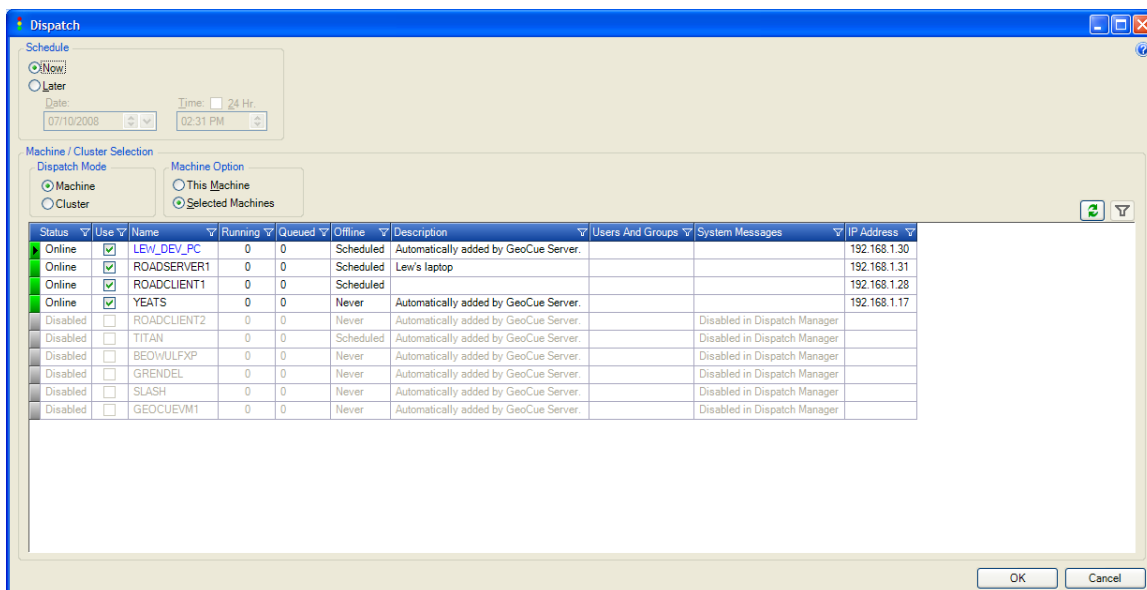 Dispatch
Schedule
Now
Later
Date: Time: 24 Hr.
07/10/2008 02:31 PM
Machine / Cluster Selection
Dispatch Mode Machine Option
Machine This Machine
Cluster Selected Machines
Status Use Name Running Queued Offline Description Users And Groups System Messages IP Address
Online LEW_DEV_PC 0 0 Scheduled Automatically added by GeoCue Server. 192.168.1.30
Online ROADSERVER1 0 0 Scheduled Lew's laptop 192.168.1.31
Online ROADCLIENT1 0 0 Scheduled 192.168.1.28
Online YEATS 0 0 Never Automatically added by GeoCue Server. 192.168.1.17
Disabled ROADCLIENT2 0 0 Never Automatically added by GeoCue Server. Disabled in Dispatch Manager
Disabled TITAN 0 0 Scheduled Automatically added by GeoCue Server. Disabled in Dispatch Manager
Disabled BEOWULFXP 0 0 Never Automatically added by GeoCue Server. Disabled in Dispatch Manager
Disabled GRENDEL 0 0 Never Automatically added by GeoCue Server. Disabled in Dispatch Manager
Disabled SLASH 0 0 Never Automatically added by GeoCue Server. Disabled in Dispatch Manager
Disabled GEOCUEVM1 0 0 Never Automatically added by GeoCue Server. Disabled in Dispatch Manager
OK Cancel